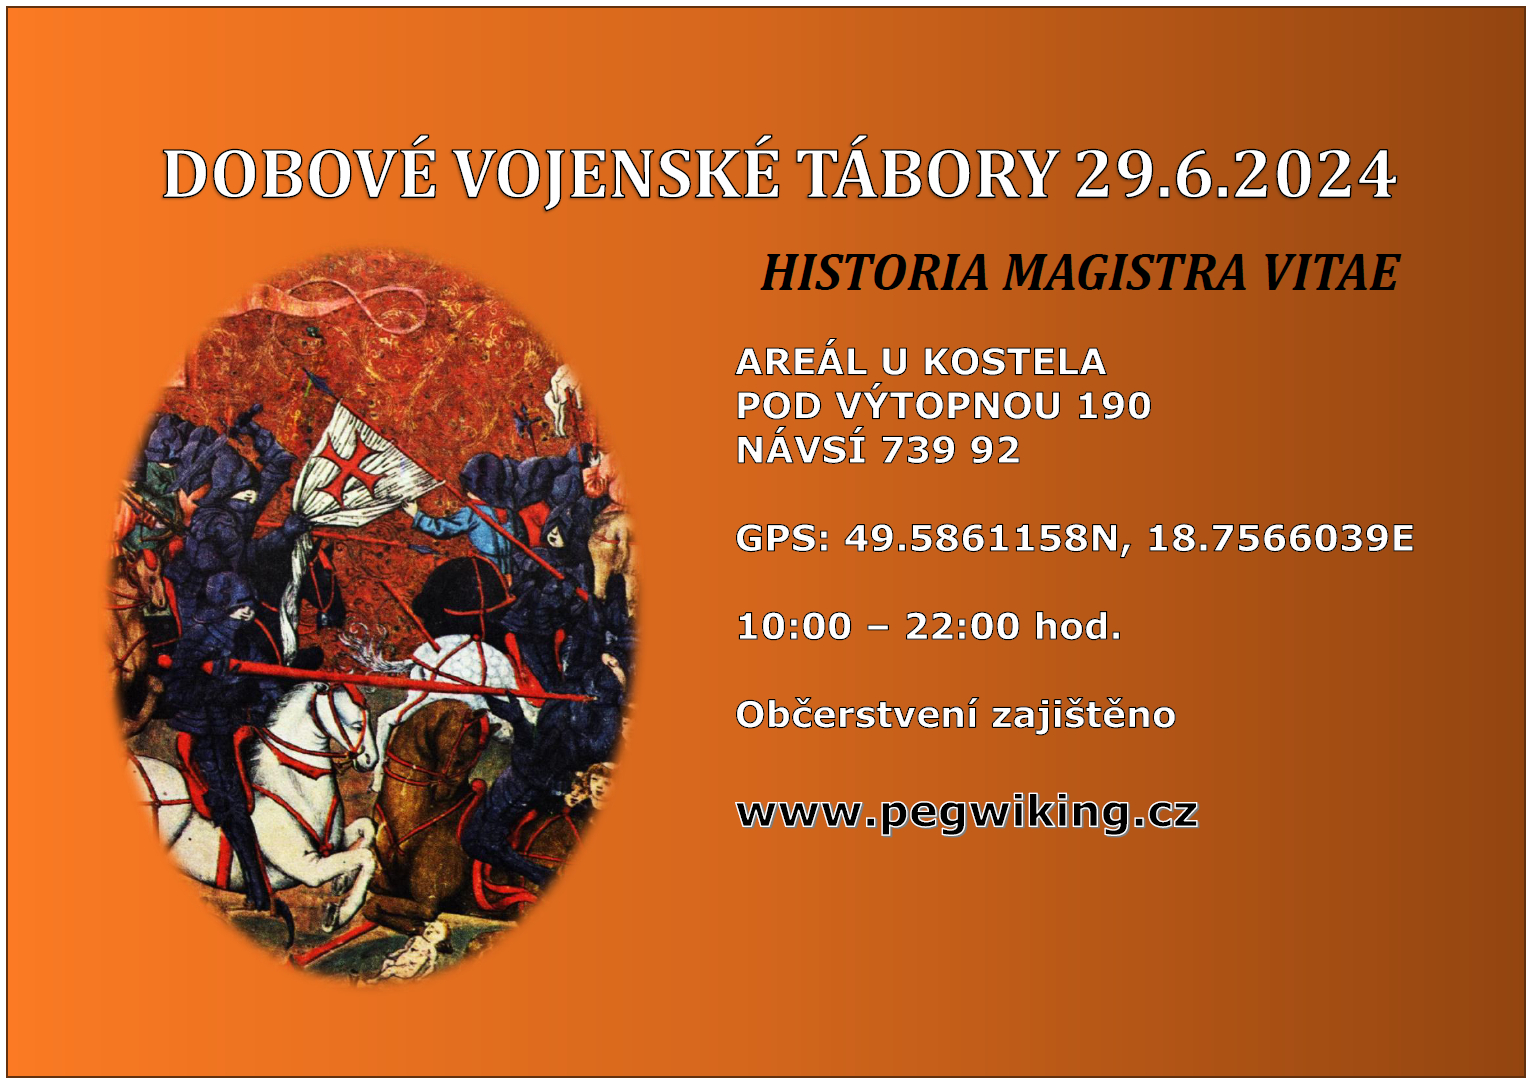 DOBOVÉ VOJENSKÉ TÁBORY 29.6.2024
HISTORIA MAGISTRA VITAE
AREÁL U KOSTELA
POD VÝTOPNOU 190
NÁVSÍ 739 92
GPS: 49.5861158N, 18.7566039E
10:00 – 22:00 hod.
Občerstvení zajištěno
www.pegwiking.cz